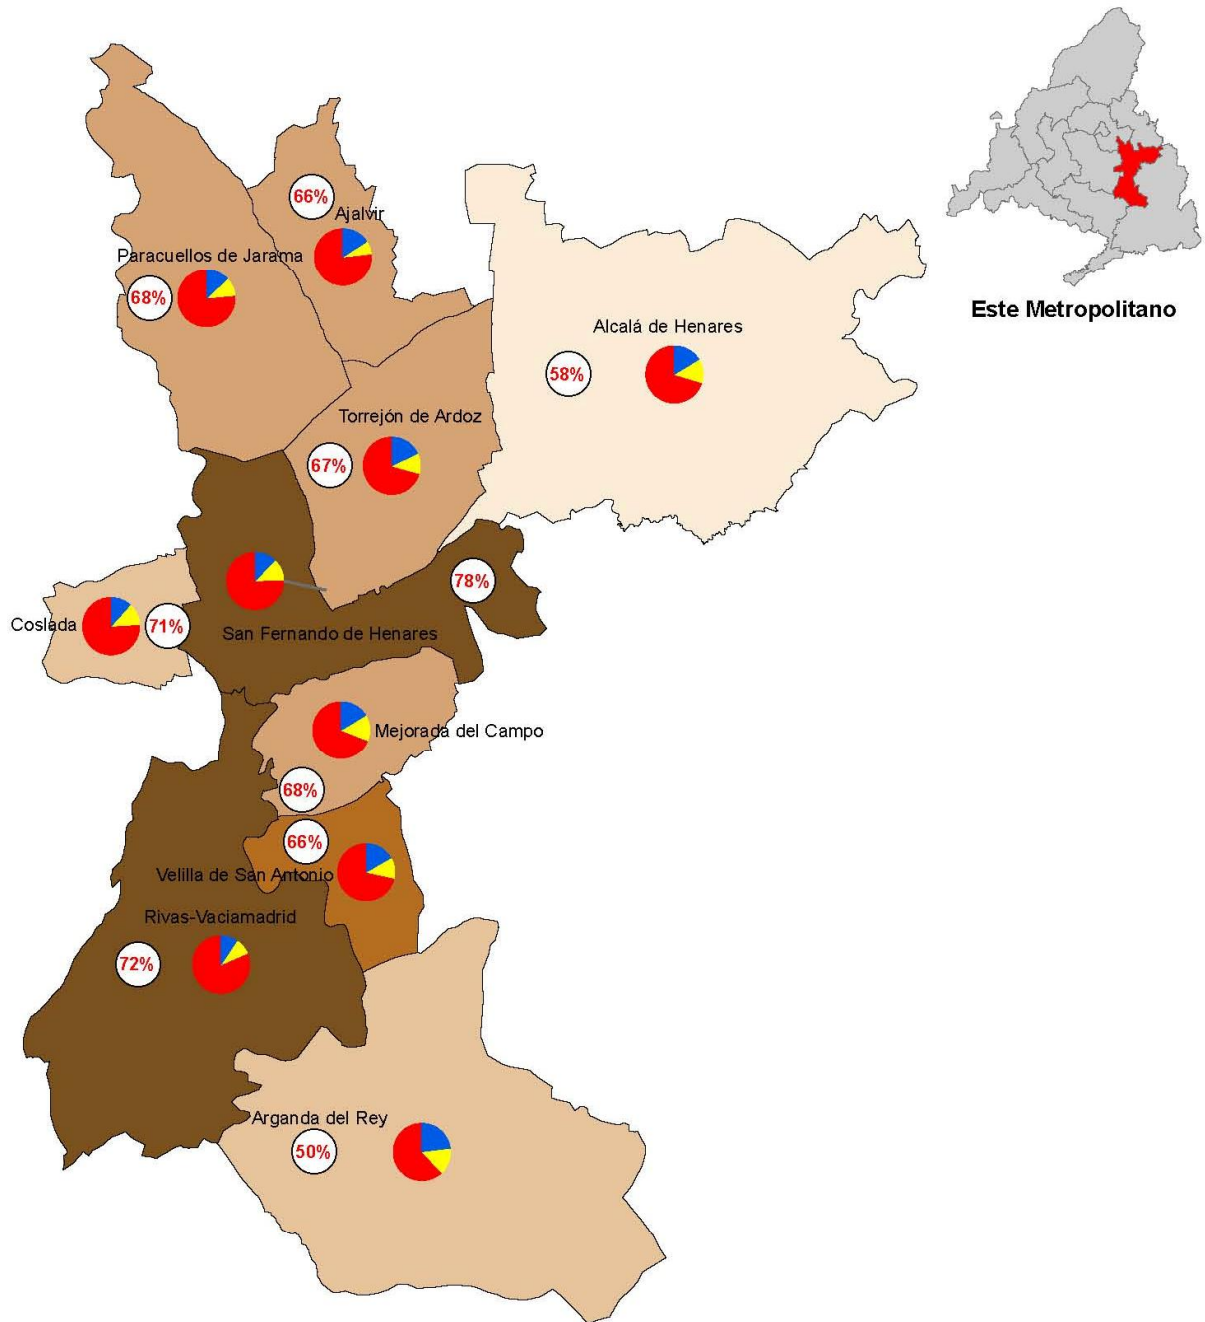 66%
Ajalvir
Paracuellos de Jarama
68%
Este Metropolitano
Alcalá de Henares
58%
Torrejón de Ardoz
67%
78%
Coslada
71%
San Fernando de Henares
Mejorada del Campo
68%
66%
Velilla de San Antonio
Rivas-Vaciamadrid
72%
Arganda del Rey
50%